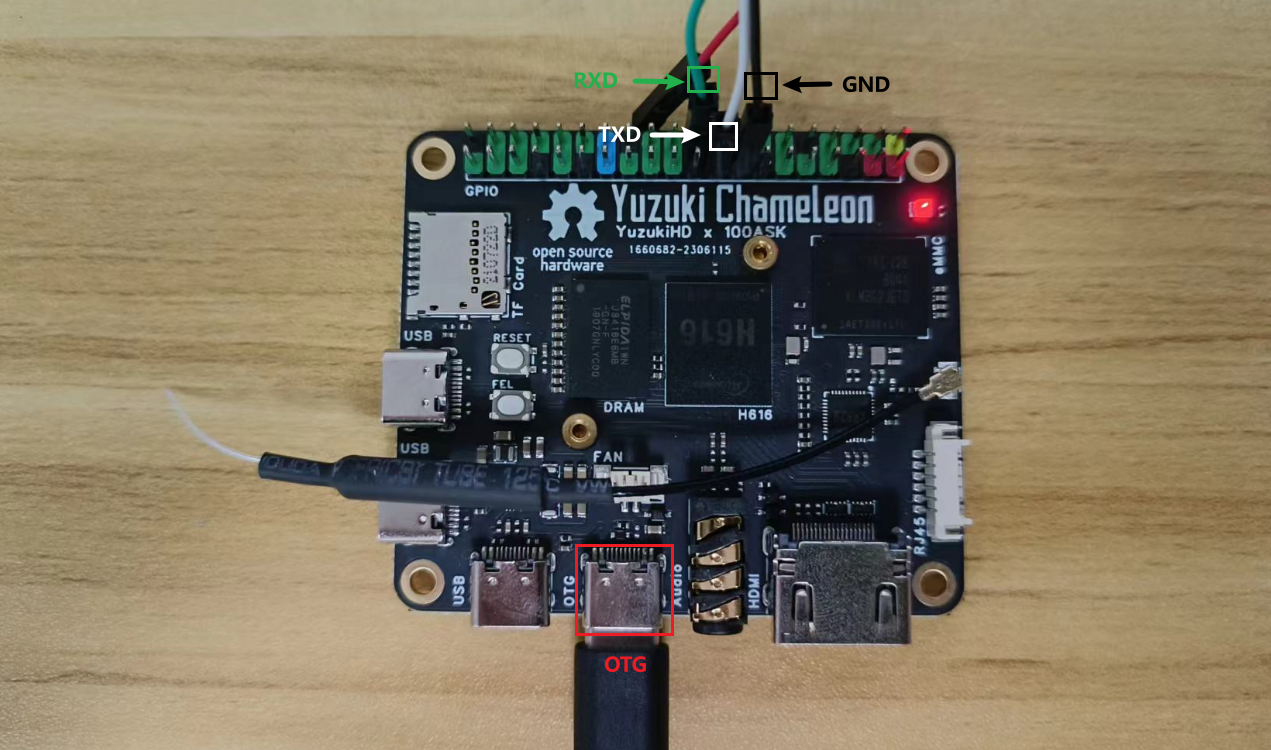 RXD
GND
TXD
GPIO
Yuzuki Chameleon
YuzukiHD x 100ASK
open source
hardware
1660682-2306115
eMMC
TF Card
USB
RESET
FEL
DRAM
H616
H616
ELPIDA
USB
FAN
RJ45
USB
OTG
Audio
HDMI
OTG